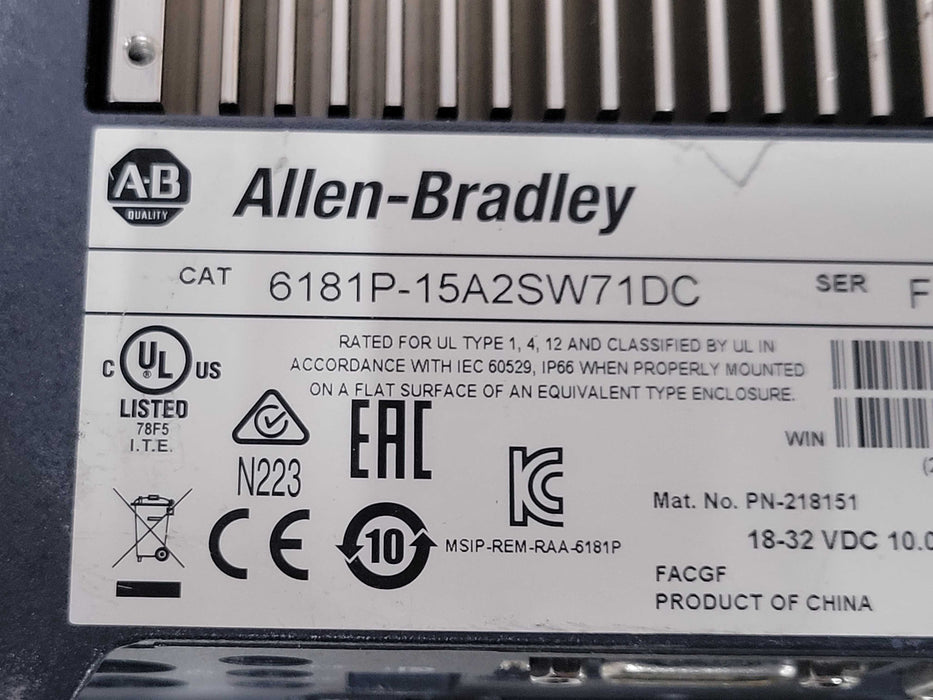 A-B
QUALITY
Allen-Bradley
CAT 6181P-15A2SW71DC SER F
RATED FOR UL TYPE 1, 4, 12 AND CLASSIFIED BY UL IN
ACCORDANCE WITH IEC 60529, IP66 WHEN PROPERLY MOUNTED
ON A FLAT SURFACE OF AN EQUIVALENT TYPE ENCLOSURE.
C UL ® US
LISTED
78F5
I.T.E.
N223
EAC
KC
MSIP-REM-RAA-6181P
WIN
Mat. No. PN-218151
18-32 VDC 10.0
CE
10
FACGF
PRODUCT OF CHINA